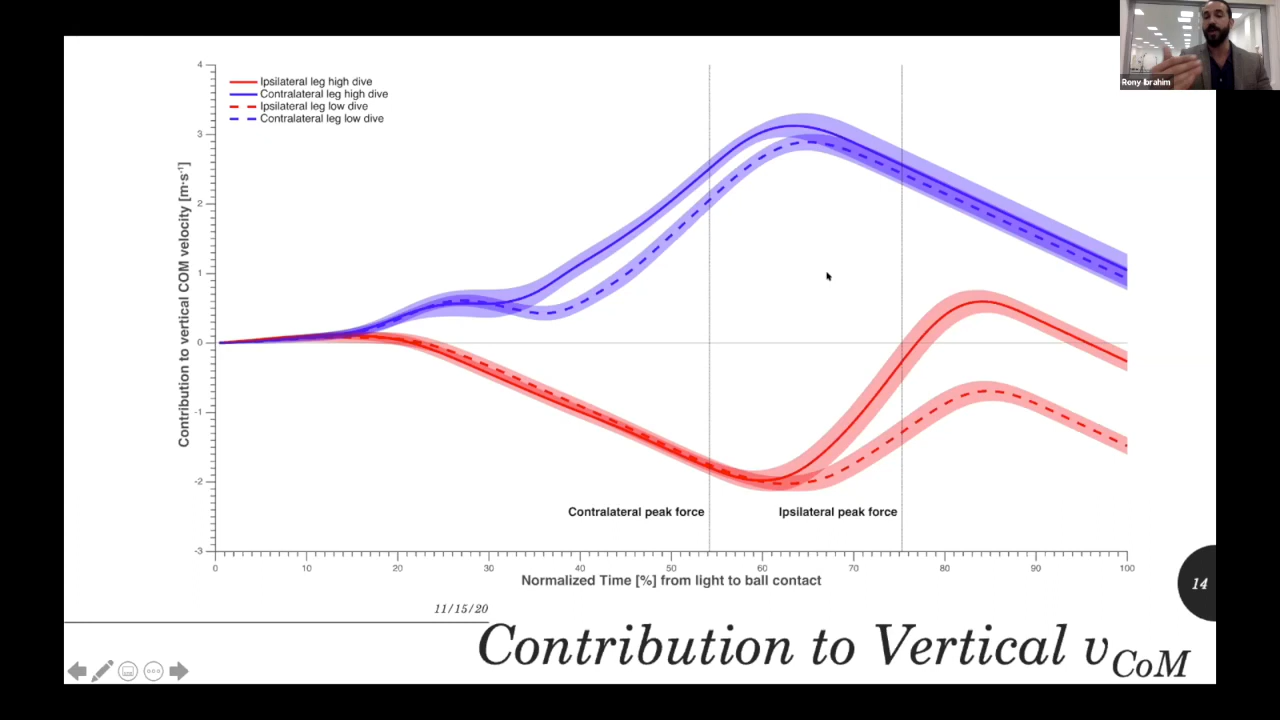 Rony Ibrahim
4
3
2
1
0
-1
-2
-3
Contribution to vertical COM velocity [m·s⁻¹]
Ipsilateral leg high dive
Contralateral leg high dive
Ipsilateral leg low dive
Contralateral leg low dive
Contralateral peak force
Ipsilateral peak force
0 10 20 30 40 50 60 70 80 90 100
Normalized Time [%] from light to ball contact
14
11/15/20
Contribution to Vertical vCoM